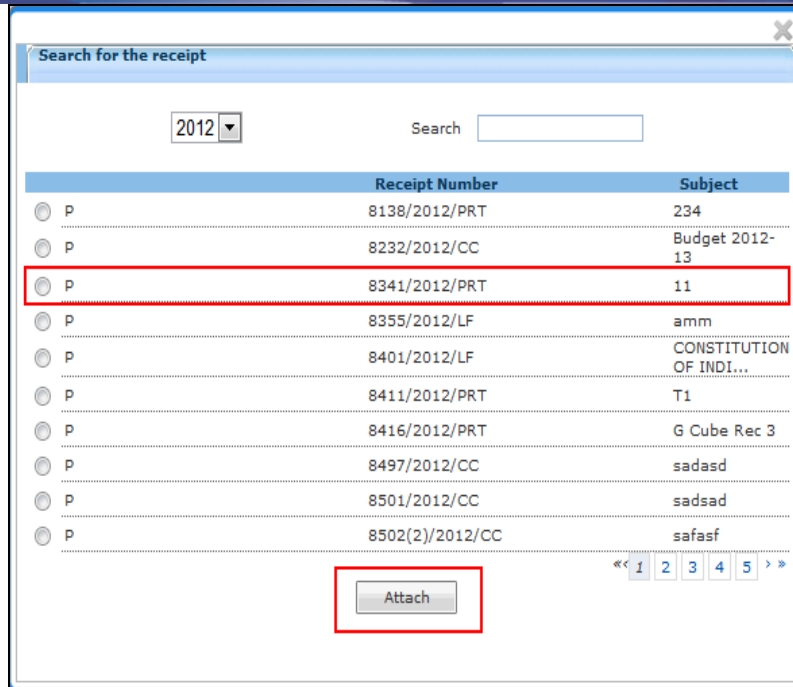 Search for the receipt
2012 Search
Receipt Number Subject
P 8138/2012/PRT 234
P 8232/2012/CC Budget 2012-
13
P 8341/2012/PRT 11
P 8355/2012/LF amm
P 8401/2012/LF CONSTITUTION
OF INDI...
P 8411/2012/PRT T1
P 8416/2012/PRT G Cube Rec 3
P 8497/2012/CC sadasd
P 8501/2012/CC sadsad
P 8502(2)/2012/CC safasf
«‹ 1 2 3 4 5 › »
Attach